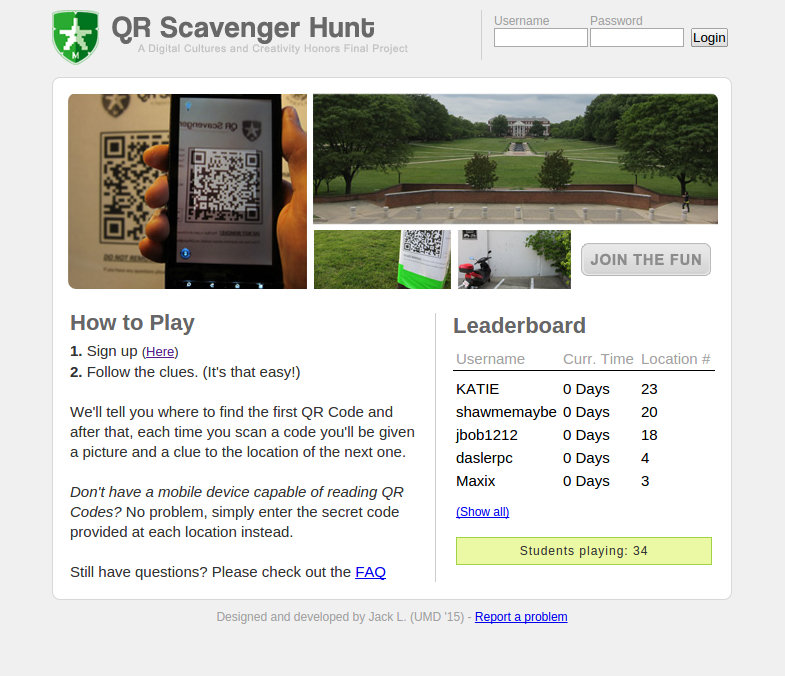 QR Scavenger Hunt
A Digital Cultures and Creativity Honors Final Project
Username
Password
Login
M
QR Scavenger
DO NOT REM
JOIN THE FUN
How to Play
1. Sign up (Here)
2. Follow the clues. (It's that easy!)
We'll tell you where to find the first QR Code and
after that, each time you scan a code you'll be given
a picture and a clue to the location of the next one.
Don't have a mobile device capable of reading QR
Codes? No problem, simply enter the secret code
provided at each location instead.
Still have questions? Please check out the FAQ
Leaderboard
Username Curr. Time Location #
KATIE 0 Days 23
shawmemaybe 0 Days 20
jbob1212 0 Days 18
daslerpc 0 Days 4
Maxix 0 Days 3
(Show all)
Students playing: 34
Designed and developed by Jack L. (UMD '15) - Report a problem